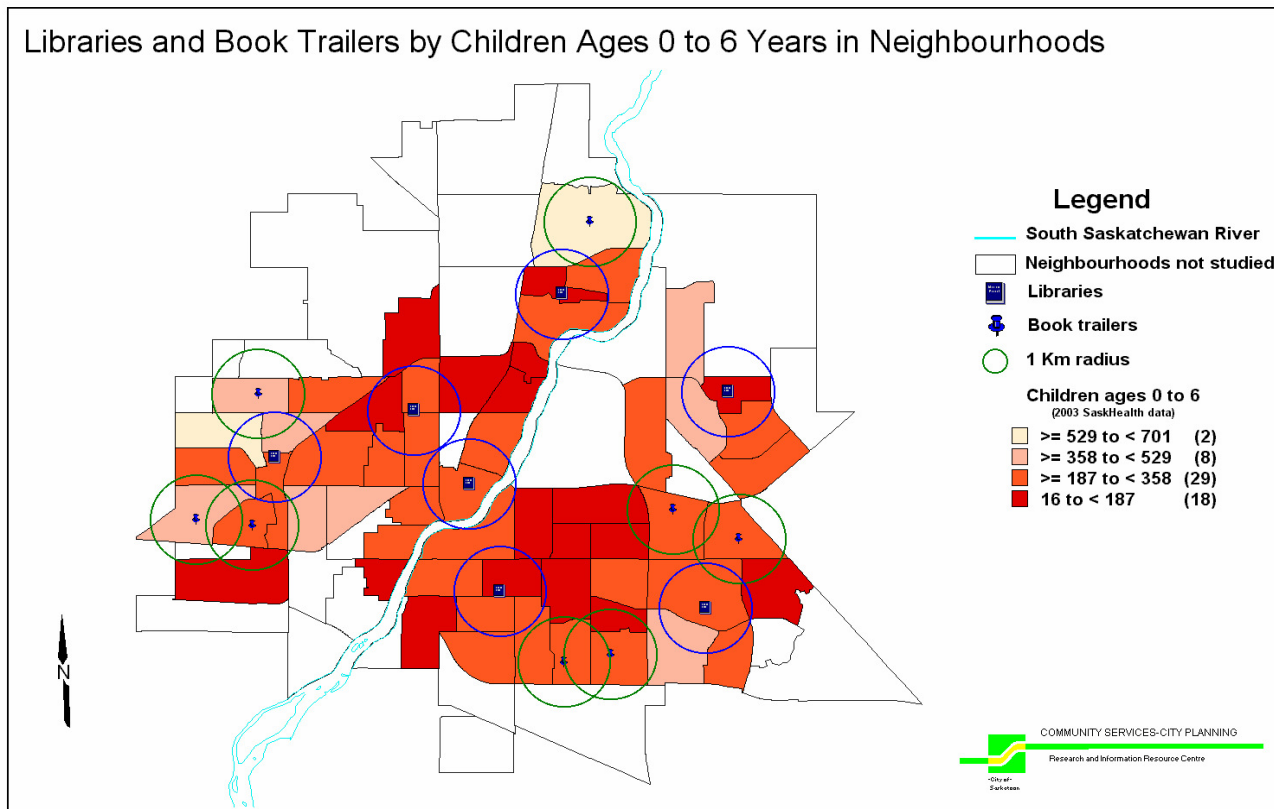 Libraries and Book Trailers by Children Ages 0 to 6 Years in Neighbourhoods
Legend
South Saskatchewan River
Neighbourhoods not studied
Libraries
Book trailers
1 Km radius
Children ages 0 to 6
(2003 SaskHealth data)
>= 529 to < 701 (2)
>= 358 to < 529 (8)
>= 187 to < 358 (29)
16 to < 187 (18)
N
COMMUNITY SERVICES-CITY PLANNING
Research and Information Resource Centre
-City of-
Saskatoon